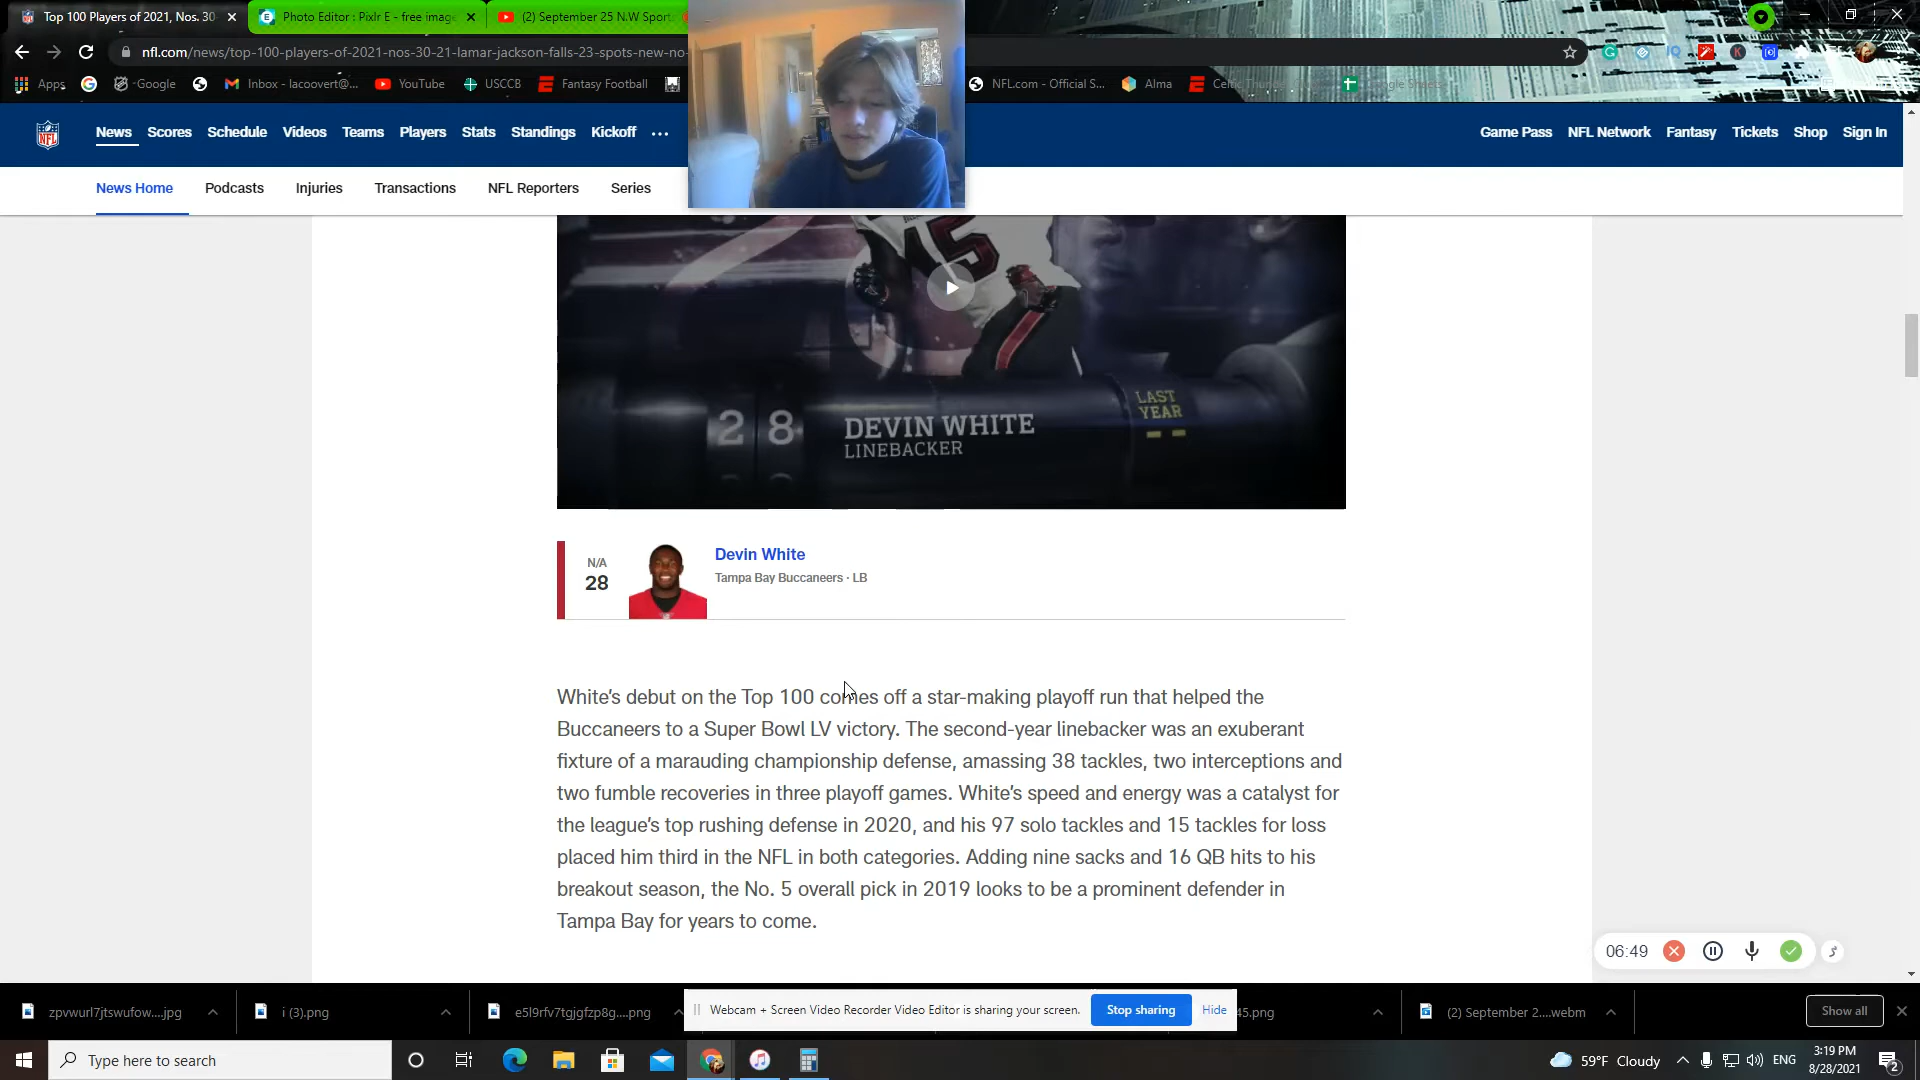 Top 100 Players of 2021, Nos. 30
Photo Editor : Pixlr E - free image
(2) September 25 N.W Sport
nfl.com/news/top-100-players-of-2021-nos-30-21-lamar-jackson-falls-23-spots-new-no-
Apps
-Google
Inbox - lacoovert@...
YouTube
USCCB
Fantasy Football
NFL.com - Official S...
Alma
News
Scores
Schedule
Videos
Teams
Players
Stats
Standings
Kickoff
Game Pass
NFL Network
Fantasy
Tickets
Shop
Sign In
News Home
Podcasts
Injuries
Transactions
NFL Reporters
Series
15
28
DEVIN WHITE
LINEBACKER
LAST
YEAR
--
N/A
28
Devin White
Tampa Bay Buccaneers · LB
White's debut on the Top 100 comes off a star-making playoff run that helped the
Buccaneers to a Super Bowl LV victory. The second-year linebacker was an exuberant
fixture of a marauding championship defense, amassing 38 tackles, two interceptions and
two fumble recoveries in three playoff games. White's speed and energy was a catalyst for
the league's top rushing defense in 2020, and his 97 solo tackles and 15 tackles for loss
placed him third in the NFL in both categories. Adding nine sacks and 16 QB hits to his
breakout season, the No. 5 overall pick in 2019 looks to be a prominent defender in
Tampa Bay for years to come.
06:49
zpvwurl7jtswufow....jpg
i (3).png
e5l9rfv7tgjgfzp8g....png
Webcam + Screen Video Recorder Video Editor is sharing your screen.
Stop sharing
Hide
45.png
(2) September 2....webm
Show all
Type here to search
59°F Cloudy
ENG
3:19 PM
8/28/2021
2